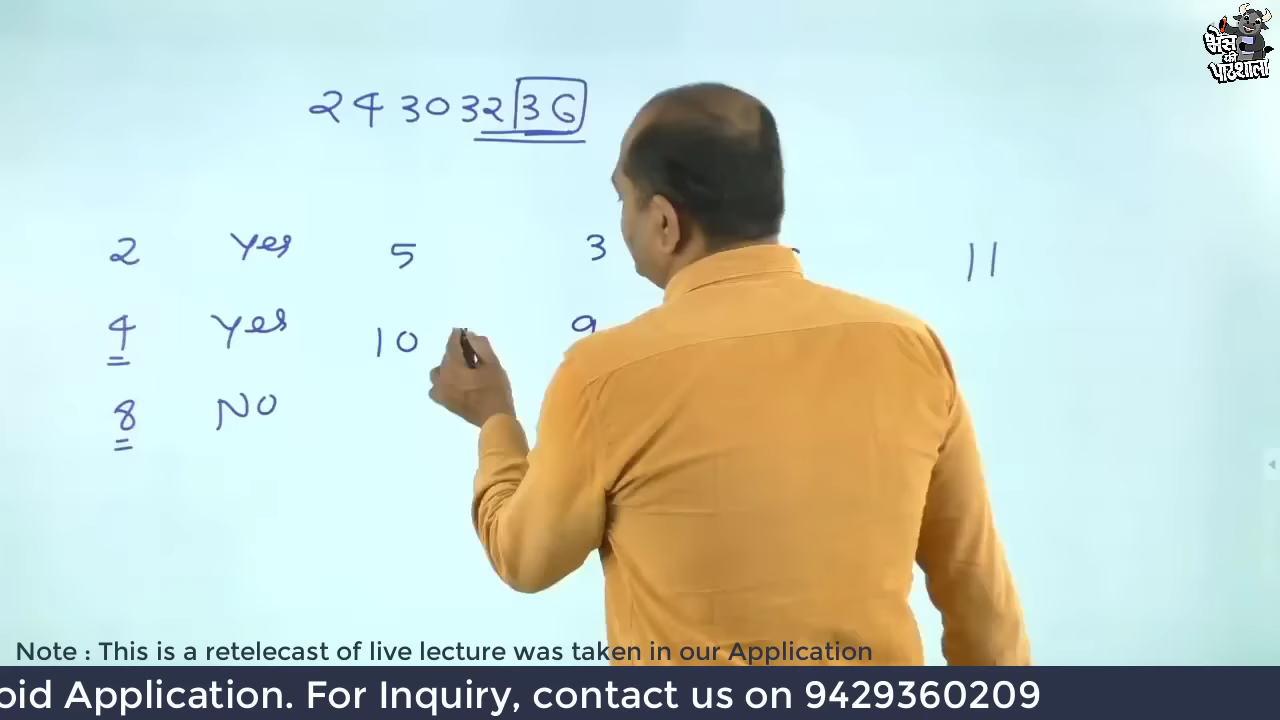 भैंस की पाठशाला
24303236
2 Yes 5 3 11
4 Yes 10 9
8 NO
Note : This is a retelecast of live lecture was taken in our Application
oid Application. For Inquiry, contact us on 9429360209